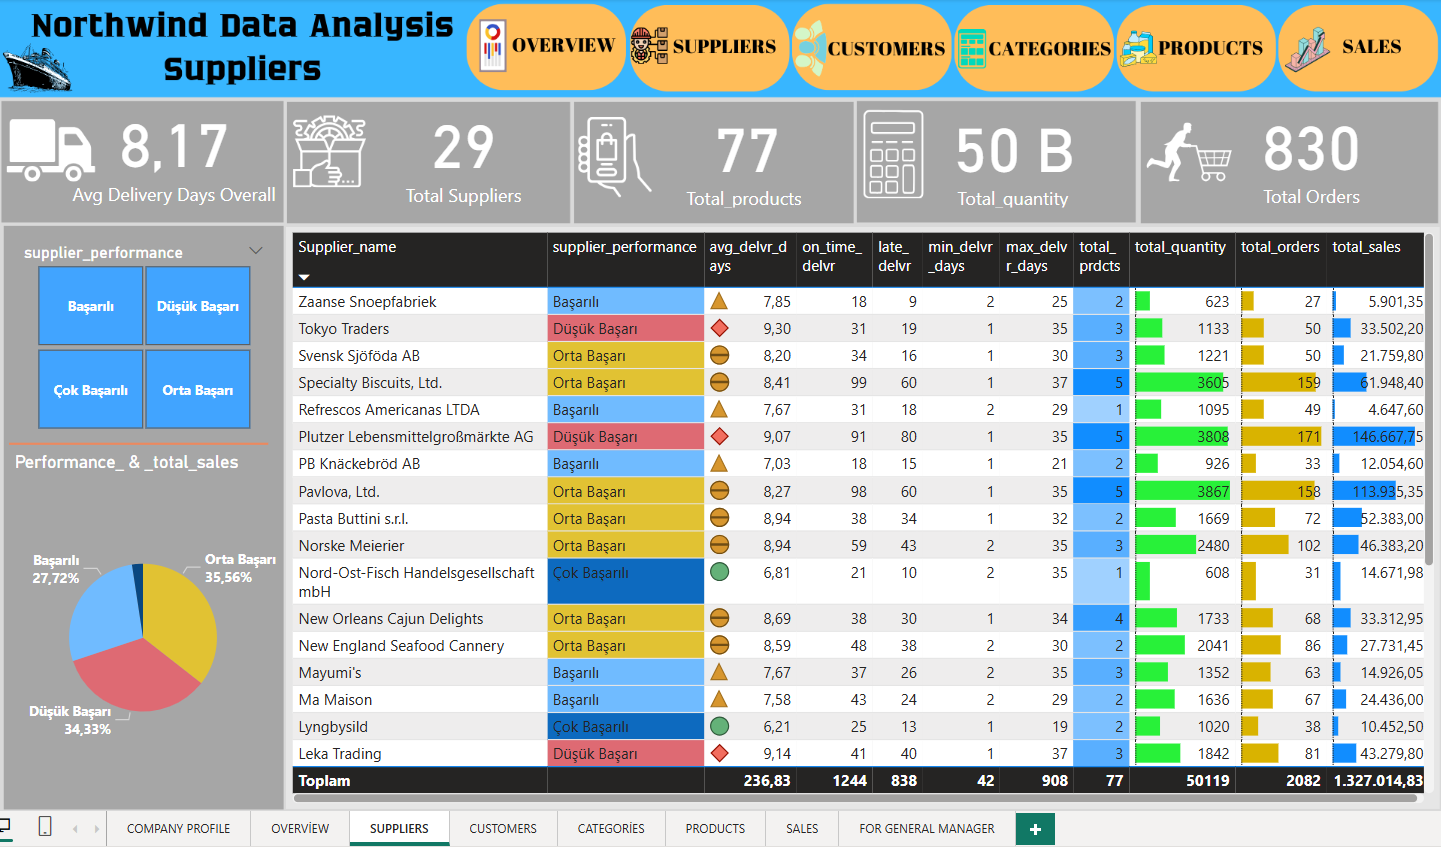 Northwind Data Analysis
Suppliers
OVERVIEW
SUPPLIERS
CUSTOMERS
CATEGORIES
PRODUCTS
SALES
8,17
Avg Delivery Days Overall
29
Total Suppliers
77
Total_products
50 B
Total_quantity
830
Total Orders
supplier_performance
Başarılı
Düşük Başarı
Çok Başarılı
Orta Başarı
Performance_ & _total_sales
Başarılı
27,72%
Orta Başarı
35,56%
Düşük Başarı
34,33%
Supplier_name supplier_performance avg_delvr_d on_time_ late_ min_delvr max_delv total_ total_quantity total_orders total_sales
ays delvr delvr _days r_days prdcts
Zaanse Snoepfabriek Başarılı 7,85 18 9 2 25 2 623 27 5.901,35
Tokyo Traders Düşük Başarı 9,30 31 19 1 35 3 1133 50 33.502,20
Svensk Sjöföda AB Orta Başarı 8,20 34 16 1 30 3 1221 50 21.759,80
Specialty Biscuits, Ltd. Orta Başarı 8,41 99 60 1 37 5 3605 159 61.948,40
Refrescos Americanas LTDA Başarılı 7,67 31 18 2 29 1 1095 49 4.647,60
Plutzer Lebensmittelgroßmärkte AG Düşük Başarı 9,07 91 80 1 35 5 3808 171 146.667,75
PB Knäckebröd AB Başarılı 7,03 18 15 1 21 2 926 33 12.054,60
Pavlova, Ltd. Orta Başarı 8,27 98 60 1 35 5 3867 158 113.935,35
Pasta Buttini s.r.l. Orta Başarı 8,94 38 34 1 32 2 1669 72 52.383,00
Norske Meierier Orta Başarı 8,94 59 43 2 35 3 2480 102 46.383,20
Nord-Ost-Fisch Handelsgesellschaft Çok Başarılı 6,81 21 10 2 35 1 608 31 14.671,98
mbH
New Orleans Cajun Delights Orta Başarı 8,69 38 30 1 34 4 1733 68 33.312,95
New England Seafood Cannery Orta Başarı 8,59 48 38 2 30 2 2041 86 27.731,45
Mayumi's Başarılı 7,67 37 26 2 35 3 1352 63 14.926,05
Ma Maison Başarılı 7,58 43 24 2 29 2 1636 67 24.436,00
Lyngbysild Çok Başarılı 6,21 25 13 1 19 2 1020 38 10.452,50
Leka Trading Düşük Başarı 9,14 41 40 1 37 3 1842 81 43.279,80
Toplam 236,83 1244 838 42 908 77 50119 2082 1.327.014,83
COMPANY PROFILE
OVERVİEW
SUPPLIERS
CUSTOMERS
CATEGORİES
PRODUCTS
SALES
FOR GENERAL MANAGER
+